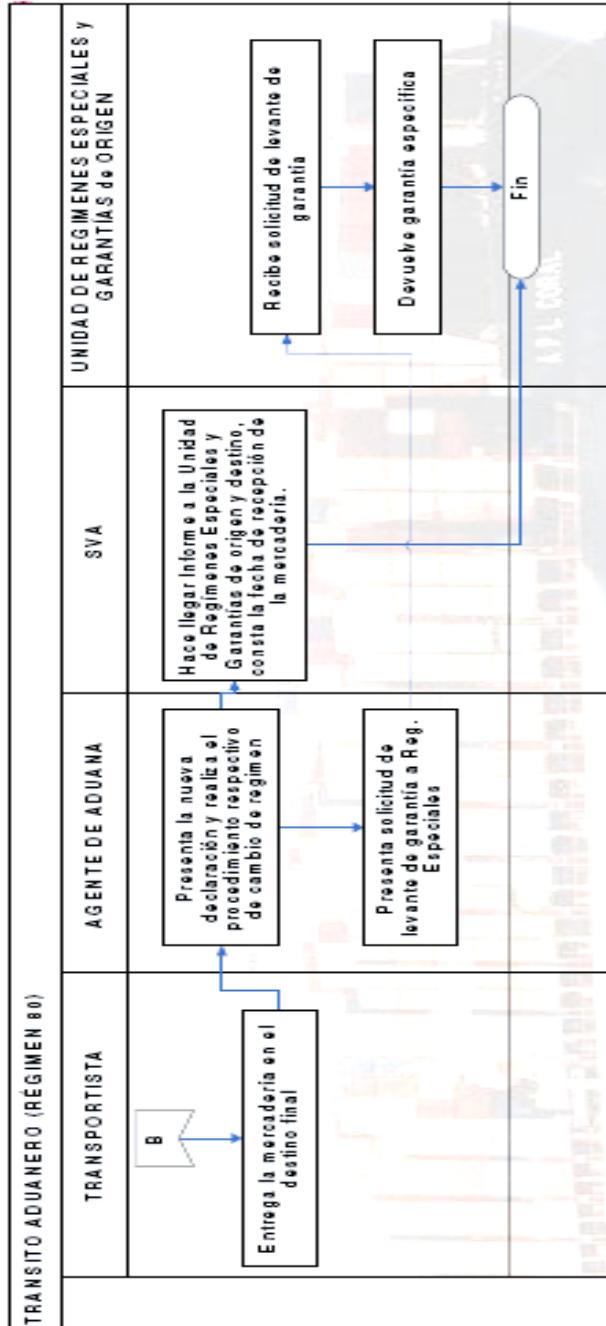 TRANSITO ADUANERO (RÉGIMEN 80)
TRANSPORTISTA
AGENTE DE ADUANA
SVA
UNIDAD DE REGIMENES ESPECIALES y
GARANTÍAS de ORIGEN
B
Entrega la mercadería en el
destino final
Presenta la nueva
declaración y realiza el
procedimiento respectivo
de cambio de regimen
Presenta solicitud de
levante de garantía a Reg.
Especiales
Hace llegar Informe a la Unidad
de Regímenes Especiales y
Garantías de origen y destino,
consta la fecha de recepción de
la mercadería.
Recibe solicitud de levante de
garantía
Devuelve garantía específica
Fin
APL CORAL